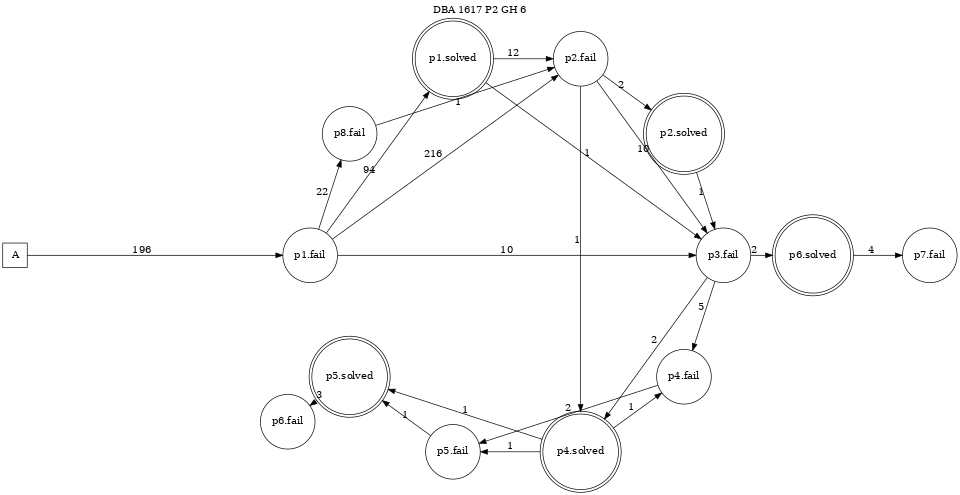 DBA 1617 P2 GH 6
p1.solved
12
p2.fail
2
1
p8.fail
p2.solved
94
216
1
10
22
1
A
196
p1.fail
10
1
p3.fail
2
p6.solved
4
p7.fail
5
2
p5.solved
p4.fail
3
2
1
1
1
p6.fail
p5.fail
1
p4.solved